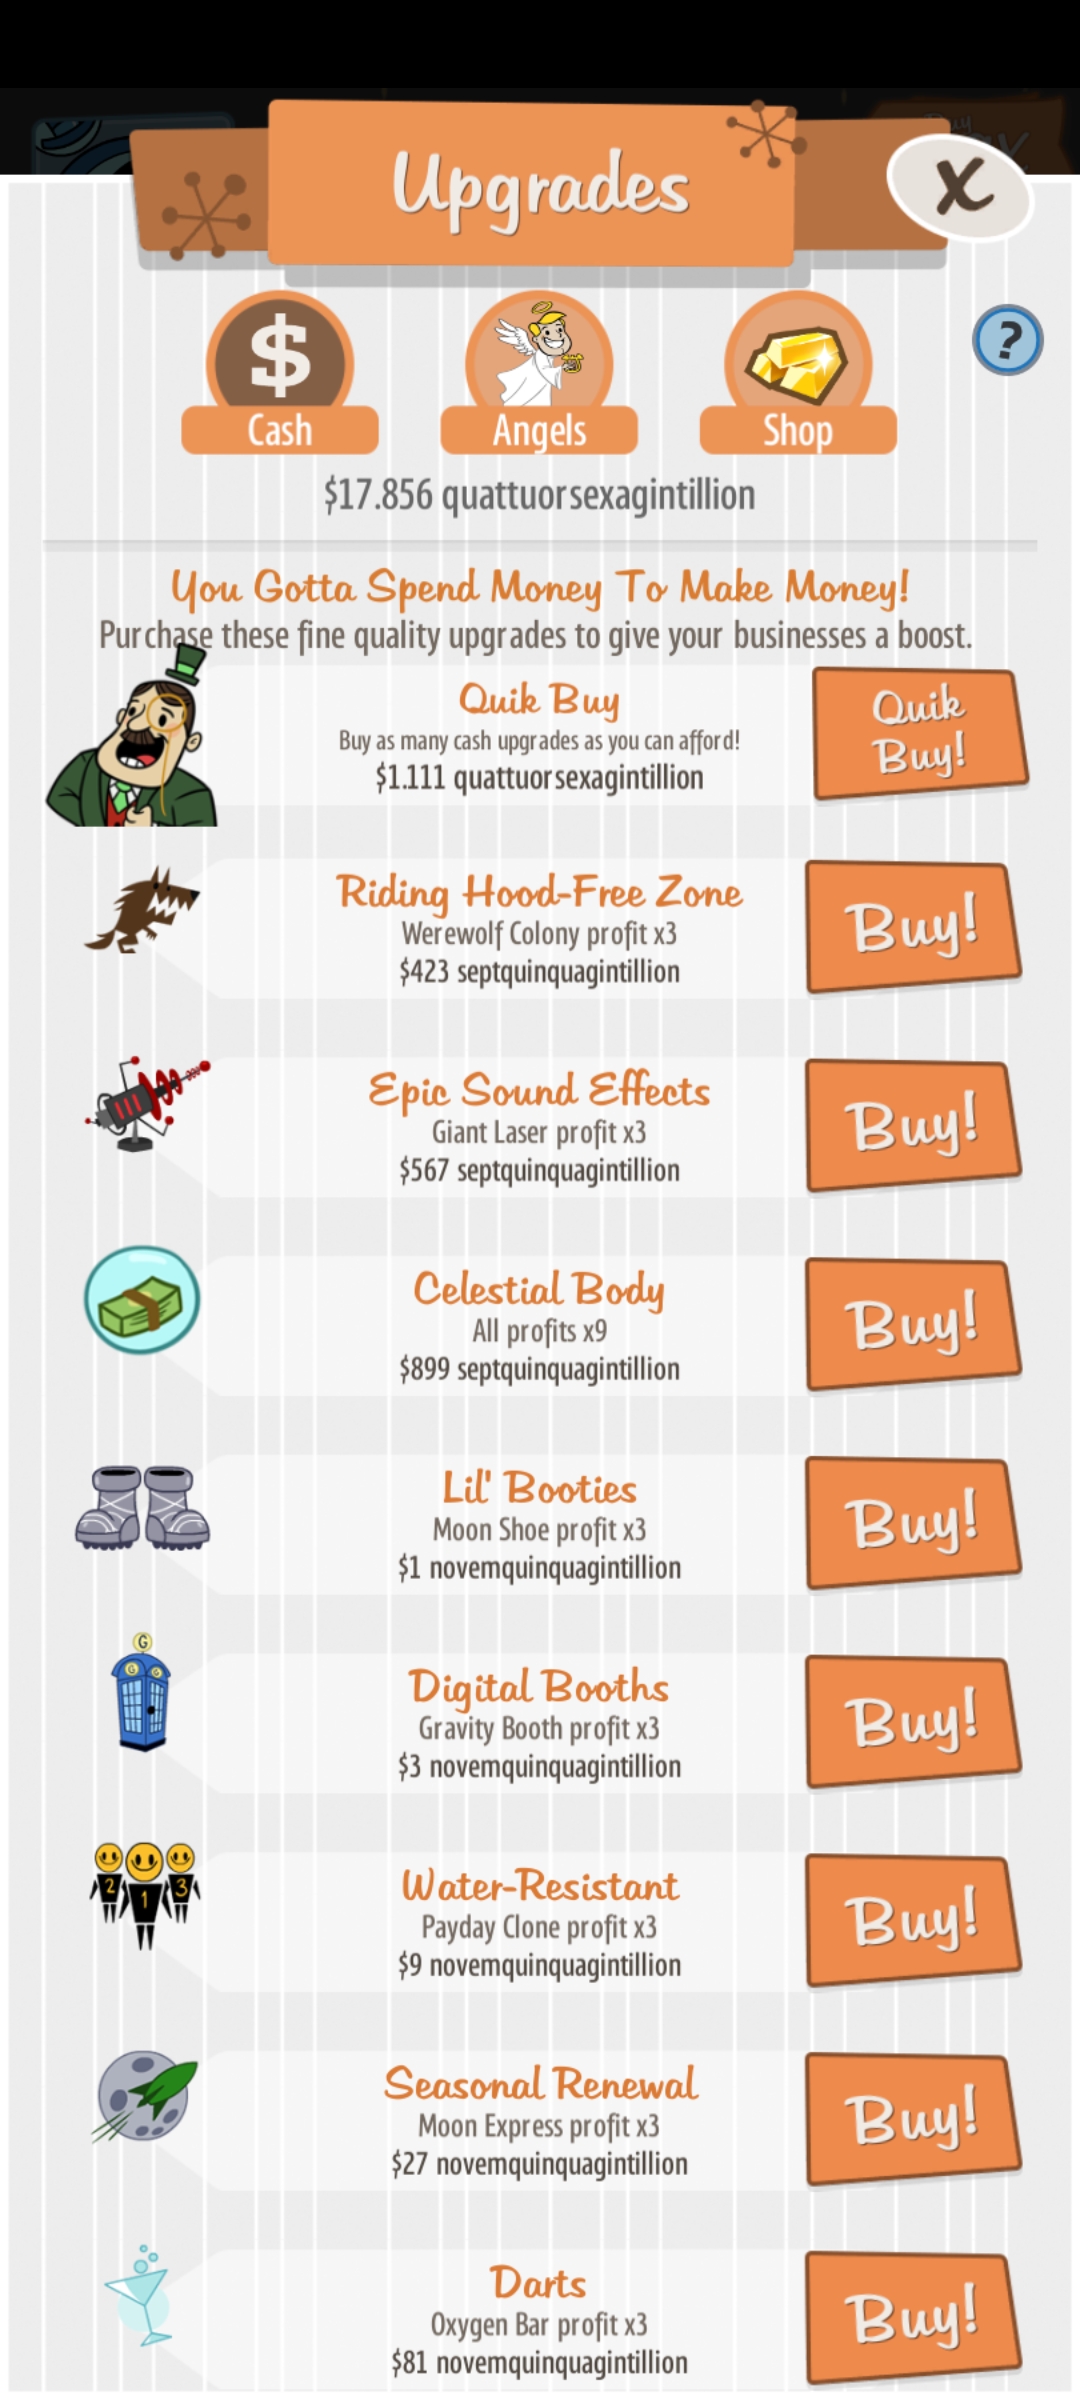 Upgrades
X
?
Cash
Angels
Shop
$17.856 quattuorsexagintillion
You Gotta Spend Money To Make Money!
Purchase these fine quality upgrades to give your businesses a boost.
Quik Buy
Buy as many cash upgrades as you can afford!
$1.111 quattuorsexagintillion
Quik
Buy!
Riding Hood-Free Zone
Werewolf Colony profit x3
$423 septquinquagintillion
Buy!
Epic Sound Effects
Giant Laser profit x3
$567 septquinquagintillion
Buy!
Celestial Body
All profits x9
$899 septquinquagintillion
Buy!
Lil' Booties
Moon Shoe profit x3
$1 novemquinquagintillion
Buy!
G
G G
Digital Booths
Gravity Booth profit x3
$3 novemquinquagintillion
Buy!
2 1 3
Water-Resistant
Payday Clone profit x3
$9 novemquinquagintillion
Buy!
Seasonal Renewal
Moon Express profit x3
$27 novemquinquagintillion
Buy!
Darts
Oxygen Bar profit x3
$81 novemquinquagintillion
Buy!